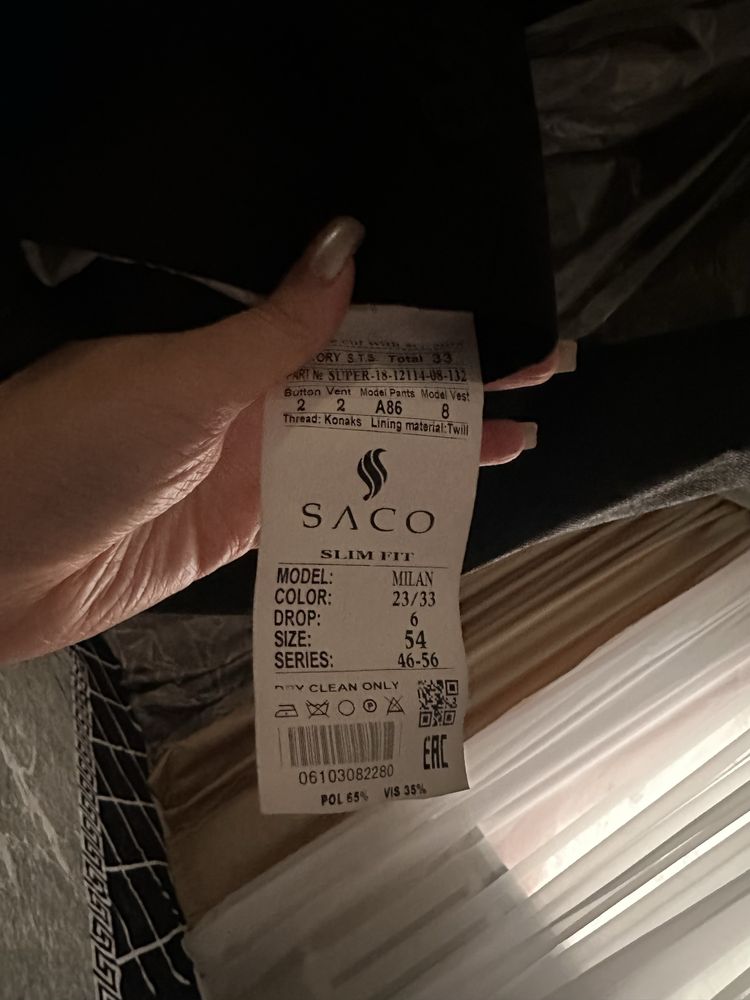 ORY S.T.S Total 33
ART № SUPER-18-12114-08-132
Button Vent Model Pants Model Vest
2 2 A86 8
Thread: Konaks Lining material:Twill
SACO
SLIM FIT
MODEL: MILAN
COLOR: 23/33
DROP: 6
SIZE: 54
SERIES: 46-56
DRY CLEAN ONLY
P
EAC
06103082280
POL 65% VIS 35%